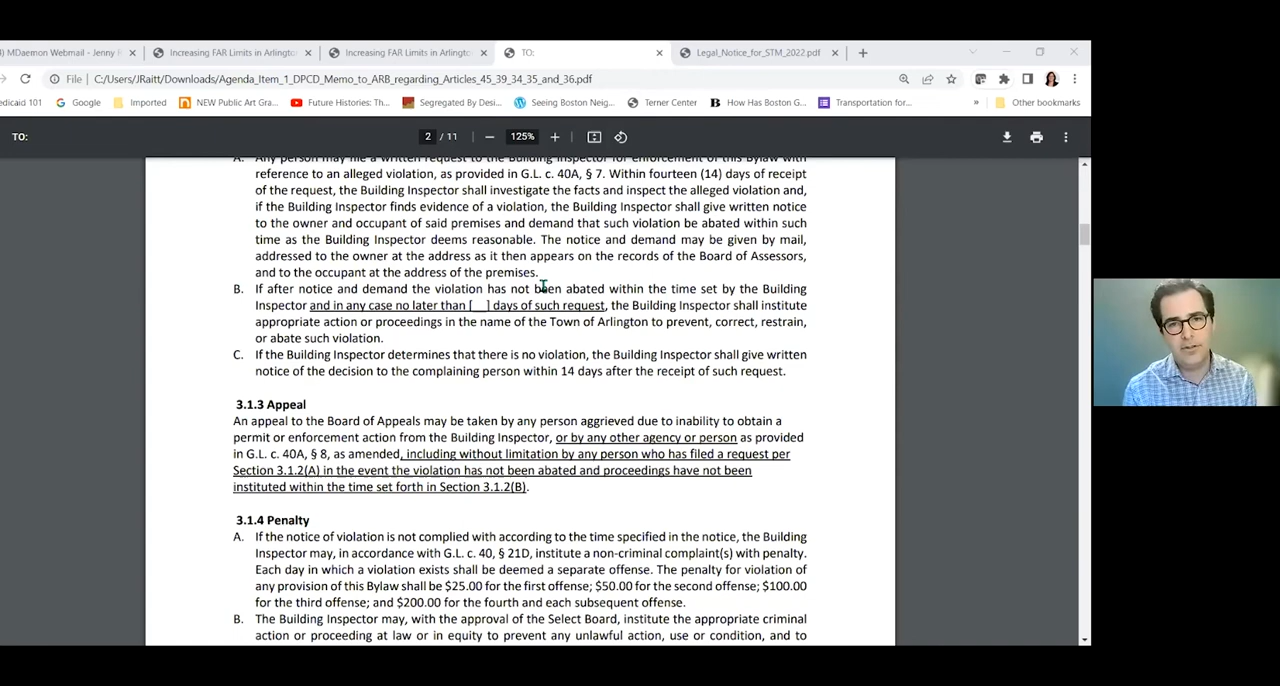 ) MDaemon Webmail - Jenny R
Increasing FAR Limits in Arlingto
Increasing FAR Limits in Arlingto
TO:
Legal_Notice_for_STM_2022.pdf
File | C:/Users/JRaitt/Downloads/Agenda_Item_1_DPCD_Memo_to_ARB_regarding_Articles_45_39_34_35_and_36.pdf
edicaid 101
Google
Imported
NEW Public Art Gra...
Future Histories: Th...
Segregated By Desi...
Seeing Boston Neig...
Terner Center
How Has Boston G...
Transportation for...
»
Other bookmarks
TO:
2 / 11
125%
A. Any person may file a written request to the Building Inspector for enforcement of this Bylaw with
reference to an alleged violation, as provided in G.L. c. 40A, § 7. Within fourteen (14) days of receipt
of the request, the Building Inspector shall investigate the facts and inspect the alleged violation and,
if the Building Inspector finds evidence of a violation, the Building Inspector shall give written notice
to the owner and occupant of said premises and demand that such violation be abated within such
time as the Building Inspector deems reasonable. The notice and demand may be given by mail,
addressed to the owner at the address as it then appears on the records of the Board of Assessors,
and to the occupant at the address of the premises.
B. If after notice and demand the violation has not been abated within the time set by the Building
Inspector and in any case no later than [__] days of such request, the Building Inspector shall institute
appropriate action or proceedings in the name of the Town of Arlington to prevent, correct, restrain,
or abate such violation.
C. If the Building Inspector determines that there is no violation, the Building Inspector shall give written
notice of the decision to the complaining person within 14 days after the receipt of such request.
3.1.3 Appeal
An appeal to the Board of Appeals may be taken by any person aggrieved due to inability to obtain a
permit or enforcement action from the Building Inspector, or by any other agency or person as provided
in G.L. c. 40A, § 8, as amended, including without limitation by any person who has filed a request per
Section 3.1.2(A) in the event the violation has not been abated and proceedings have not been
instituted within the time set forth in Section 3.1.2(B).
3.1.4 Penalty
A. If the notice of violation is not complied with according to the time specified in the notice, the Building
Inspector may, in accordance with G.L. c. 40, § 21D, institute a non-criminal complaint(s) with penalty.
Each day in which a violation exists shall be deemed a separate offense. The penalty for violation of
any provision of this Bylaw shall be $25.00 for the first offense; $50.00 for the second offense; $100.00
for the third offense; and $200.00 for the fourth and each subsequent offense.
B. The Building Inspector may, with the approval of the Select Board, institute the appropriate criminal
action or proceeding at law or in equity to prevent any unlawful action, use or condition, and to